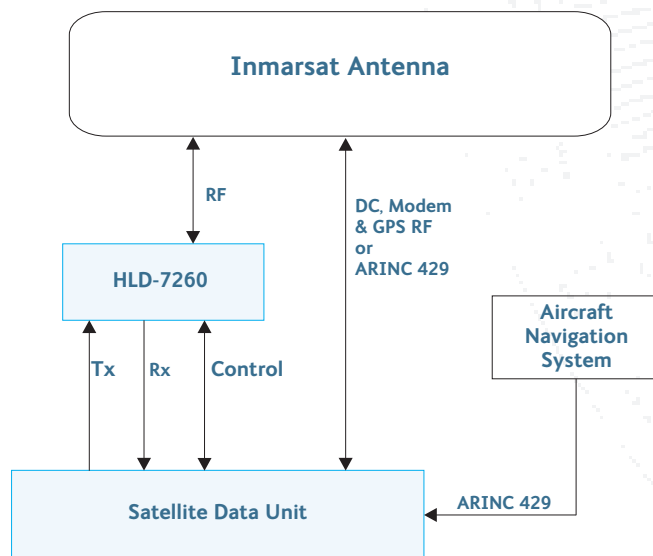 Inmarsat Antenna
RF
DC, Modem
& GPS RF
or
ARINC 429
HLD-7260
Aircraft
Navigation
System
Tx
Rx
Control
Satellite Data Unit
ARINC 429